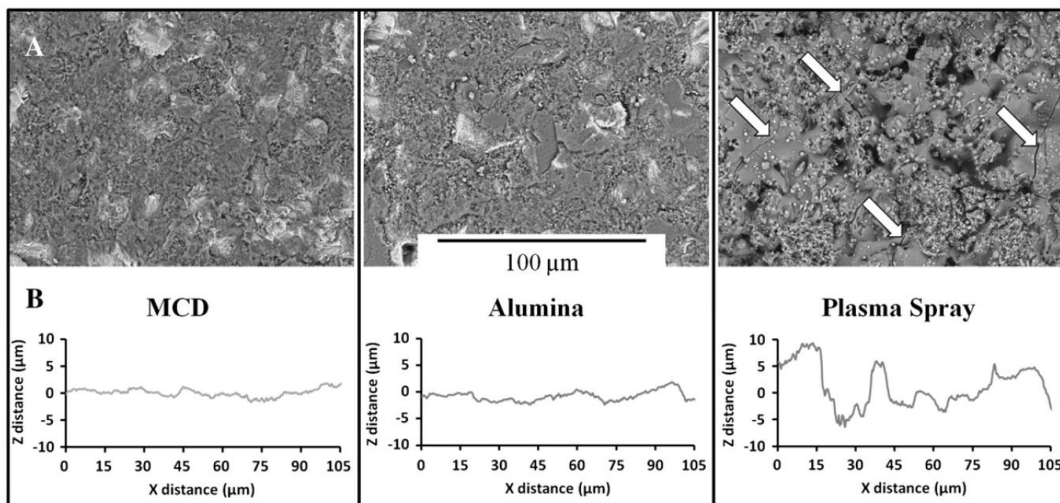 A
100 µm
B
MCD
Alumina
Plasma Spray
Z distance (µm)
10
5
0
-5
-10
0 15 30 45 60 75 90 105
X distance (µm)
Z distance (µm)
10
5
0
-5
-10
0 15 30 45 60 75 90 105
X distance (µm)
Z distance (µm)
10
5
0
-5
-10
0 15 30 45 60 75 90 105
X distance (µm)